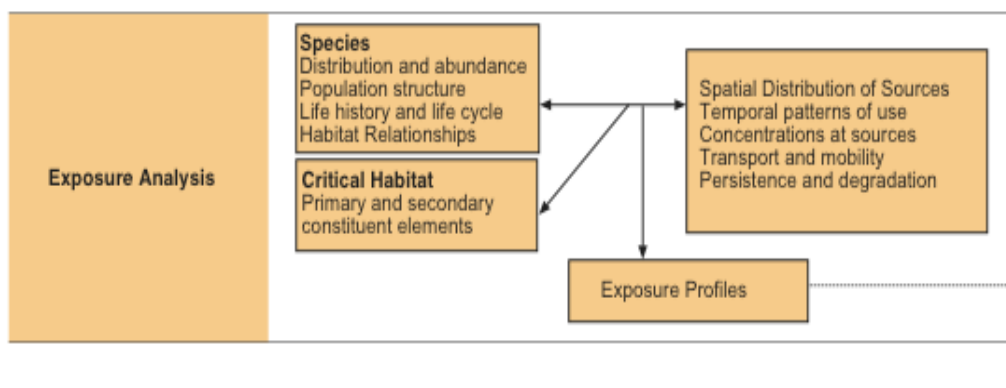 Exposure Analysis
Species
Distribution and abundance
Population structure
Life history and life cycle
Habitat Relationships
Critical Habitat
Primary and secondary
constituent elements
Spatial Distribution of Sources
Temporal patterns of use
Concentrations at sources
Transport and mobility
Persistence and degradation
Exposure Profiles